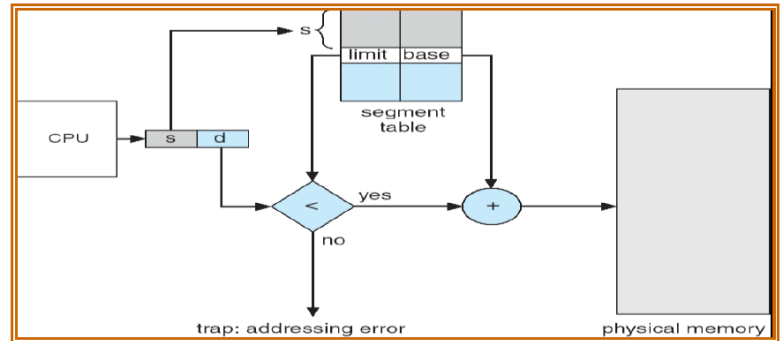 s
limit base
segment
table
CPU
s d
<
yes
+
no
trap: addressing error
physical memory